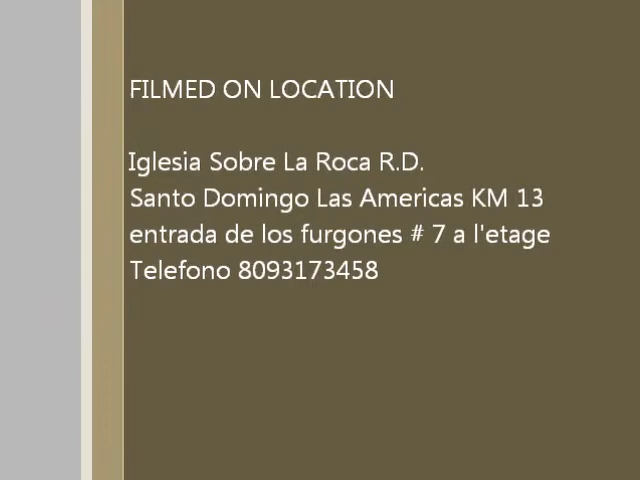 FILMED ON LOCATION
Iglesia Sobre La Roca R.D.
Santo Domingo Las Americas KM 13
entrada de los furgones # 7 a l'etage
Telefono 8093173458